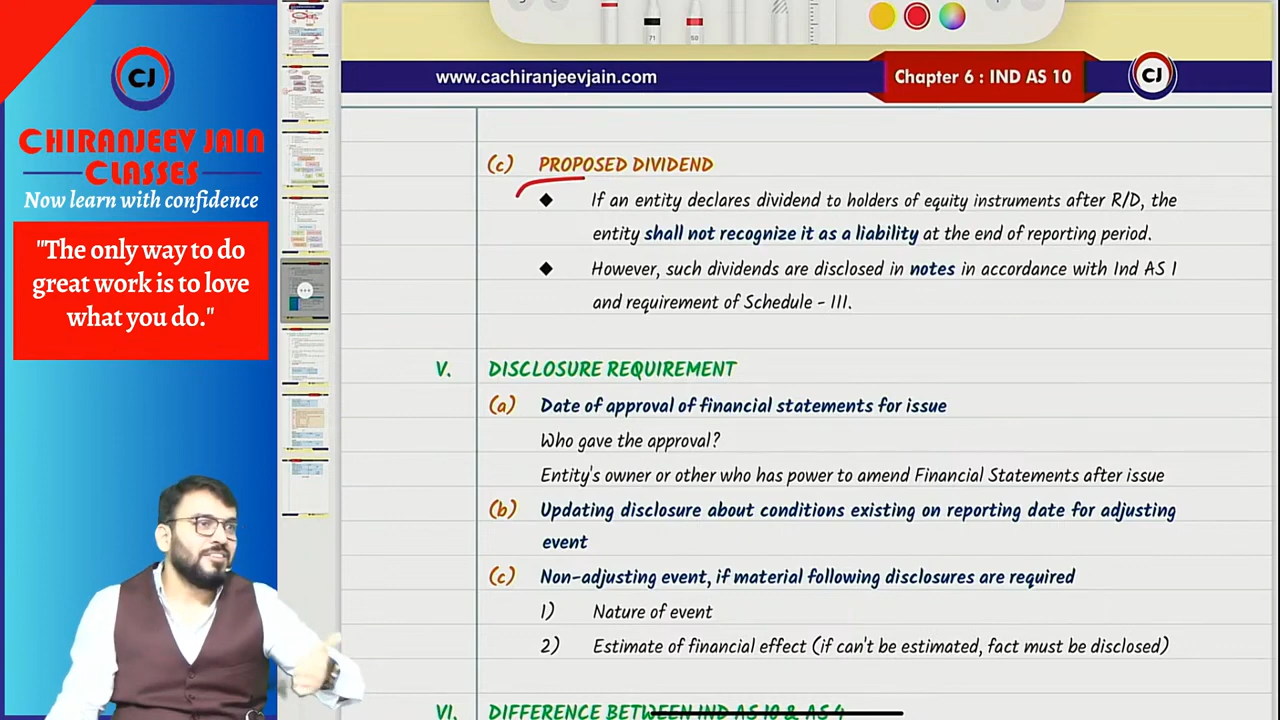 71
50
www.cachiranjeevjain.com
Chapter 6 : IND AS 10
CJ
CJ
CHIRANJEEV JAIN
CLASSES
Now learn with confidence
"The only way to do
great work is to love
what you do."
(c) PROPOSED DIVIDEND
◆ If an entity declares dividend to holders of equity instruments after R/D, an
entity shall not recognize it as a liability at the end of reporting period
◆ However, such dividends are disclosed in notes in accordance with Ind AS 1
and requirement of Schedule - III.
V. DISCLOSURE REQUIREMENT
(a) Date of approval of financial statements for issue
Who gave the approval?
Entity's owner or other who has power to amend Financial Statements after issue
(b) Updating disclosure about conditions existing on reporting date for adjusting
event
(c) Non-adjusting event, if material following disclosures are required
1) Nature of event
2) Estimate of financial effect (if can't be estimated, fact must be disclosed)
VI. DIFFERENCE BETWEEN IND AS 10 & AS 4